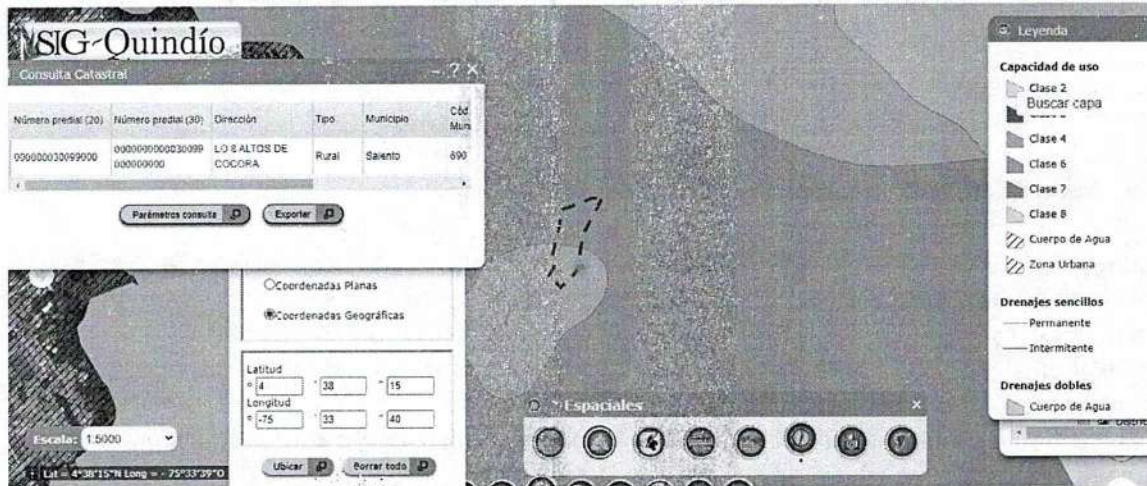 SIG-Quindío
Consulta Catastral
Número predial (20) Número predial (30) Dirección Tipo Municipio Cód Mun
000000030099000 0000000000030099 000000000 LO 8 ALTOS DE COCORA Rural Salento 690
Parámetros consulta
Exportar
Coordenadas Planas
Coordenadas Geográficas
Latitud
° 4 ' 38 " 15
Longitud
° -75 ' 33 " 40
Ubicar
Borrar todo
Escala: 1:5000
Lat = 4°38'15"N Long = - 75°33'39"O
Espaciales
Leyenda
Capacidad de uso
Clase 2
Buscar capa
Clase 4
Clase 6
Clase 7
Clase 8
Cuerpo de Agua
Zona Urbana
Drenajes sencillos
Permanente
Intermitente
Drenajes dobles
Cuerpo de Agua